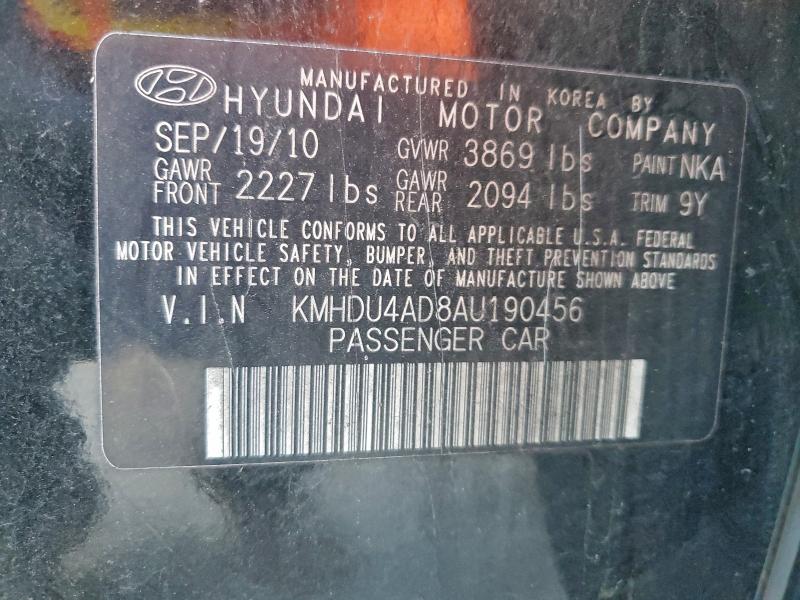 MANUFACTURED IN KOREA BY
HYUNDAI MOTOR COMPANY
SEP/19/10 GVWR 3869 lbs PAINT NKA
GAWR FRONT 2227 lbs GAWR REAR 2094 lbs TRIM 9Y
THIS VEHICLE CONFORMS TO ALL APPLICABLE U.S.A. FEDERAL
MOTOR VEHICLE SAFETY, BUMPER, AND THEFT PREVENTION STANDARDS
IN EFFECT ON THE DATE OF MANUFACTURE SHOWN ABOVE
V.I.N KMHDU4AD8AU190456
PASSENGER CAR